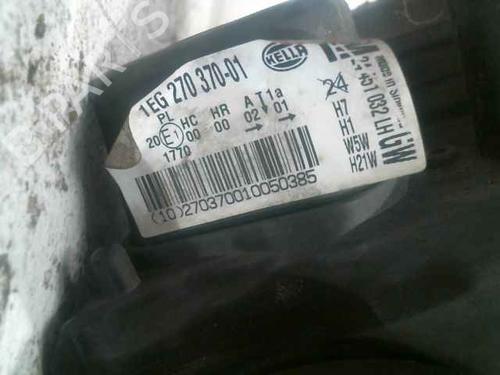 HELLA
1EG 270 370-01
PL HC HR A T1a
20 E1 00 00 02 01
1770
24
H7
H1
W5W
H21W
(10)270370010050385